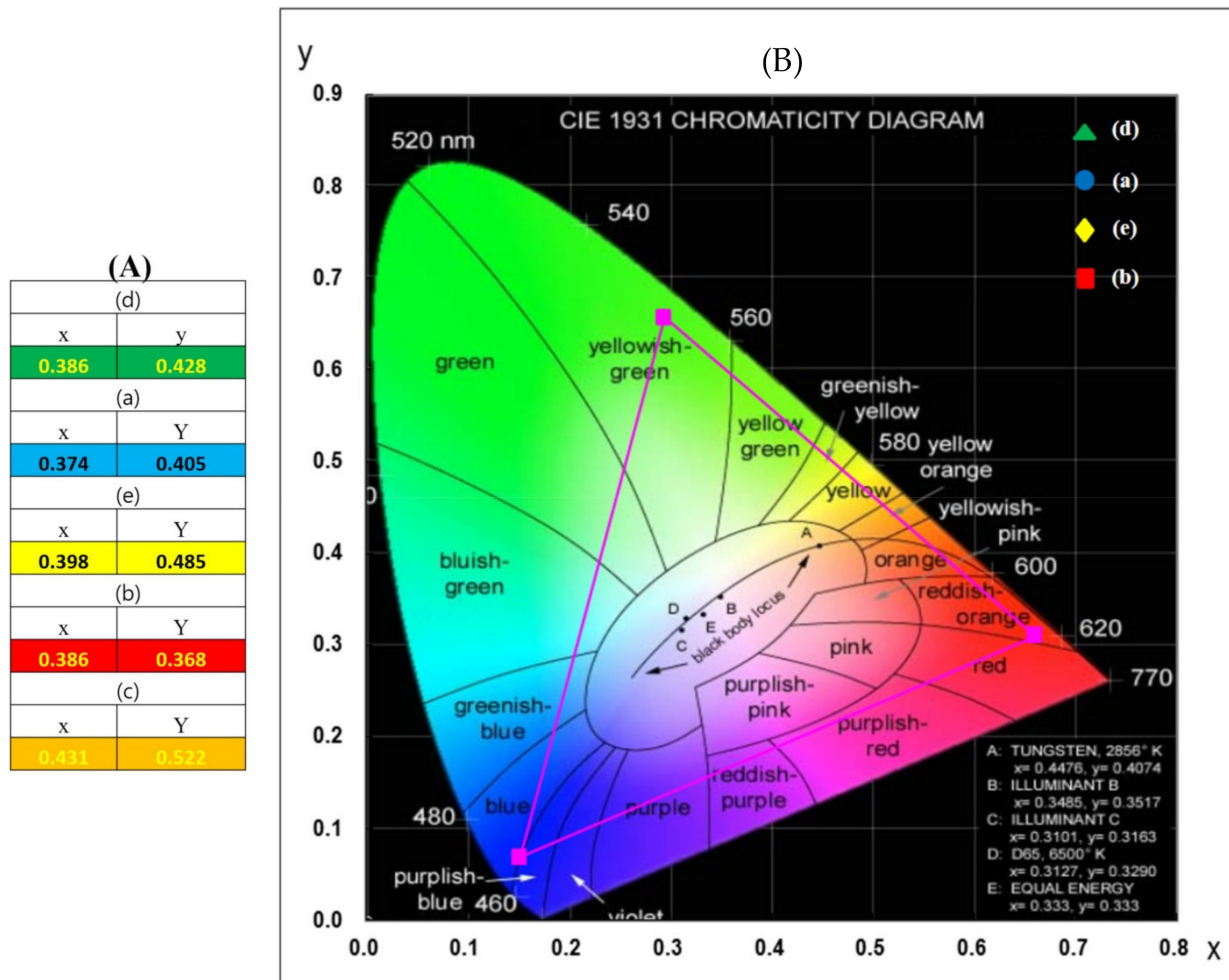 (A)
(d)
x y
0.386 0.428
(a)
x Y
0.374 0.405
(e)
x Y
0.398 0.485
(b)
x Y
0.386 0.368
(c)
x Y
0.431 0.522
(B)
y
CIE 1931 CHROMATICITY DIAGRAM
(d)
(a)
(e)
(b)
0.9
0.8
0.7
0.6
0.5
0.4
0.3
0.2
0.1
0.0
0.0 0.1 0.2 0.3 0.4 0.5 0.6 0.7 0.8 X
520 nm
540
560
580
600
620
770
480
460
0
green
yellowish-
green
yellow
green
greenish-
yellow
yellow
yellow
orange
yellowish-
pink
orange
reddish-
orange
bluish-
green
pink
red
purplish-
pink
purplish-
red
greenish-
blue
reddish-
purple
blue
purple
purplish-
blue
violet
A
B
C
D
E
black body locus
A: TUNGSTEN, 2856° K
x= 0.4476, y= 0.4074
B: ILLUMINANT B
x= 0.3485, y= 0.3517
C: ILLUMINANT C
x= 0.3101, y= 0.3163
D: D65, 6500° K
x= 0.3127, y= 0.3290
E: EQUAL ENERGY
x= 0.333, y= 0.333